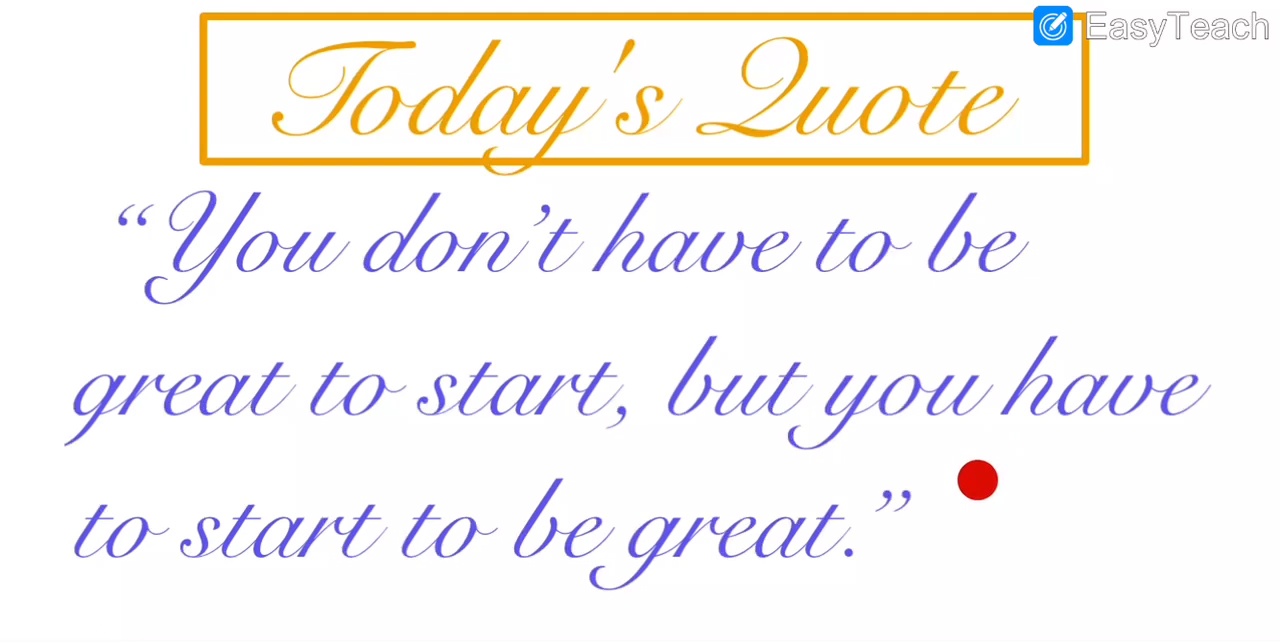 EasyTeach
Today's Quote
“You don’t have to be
great to start, but you have
to start to be great.”